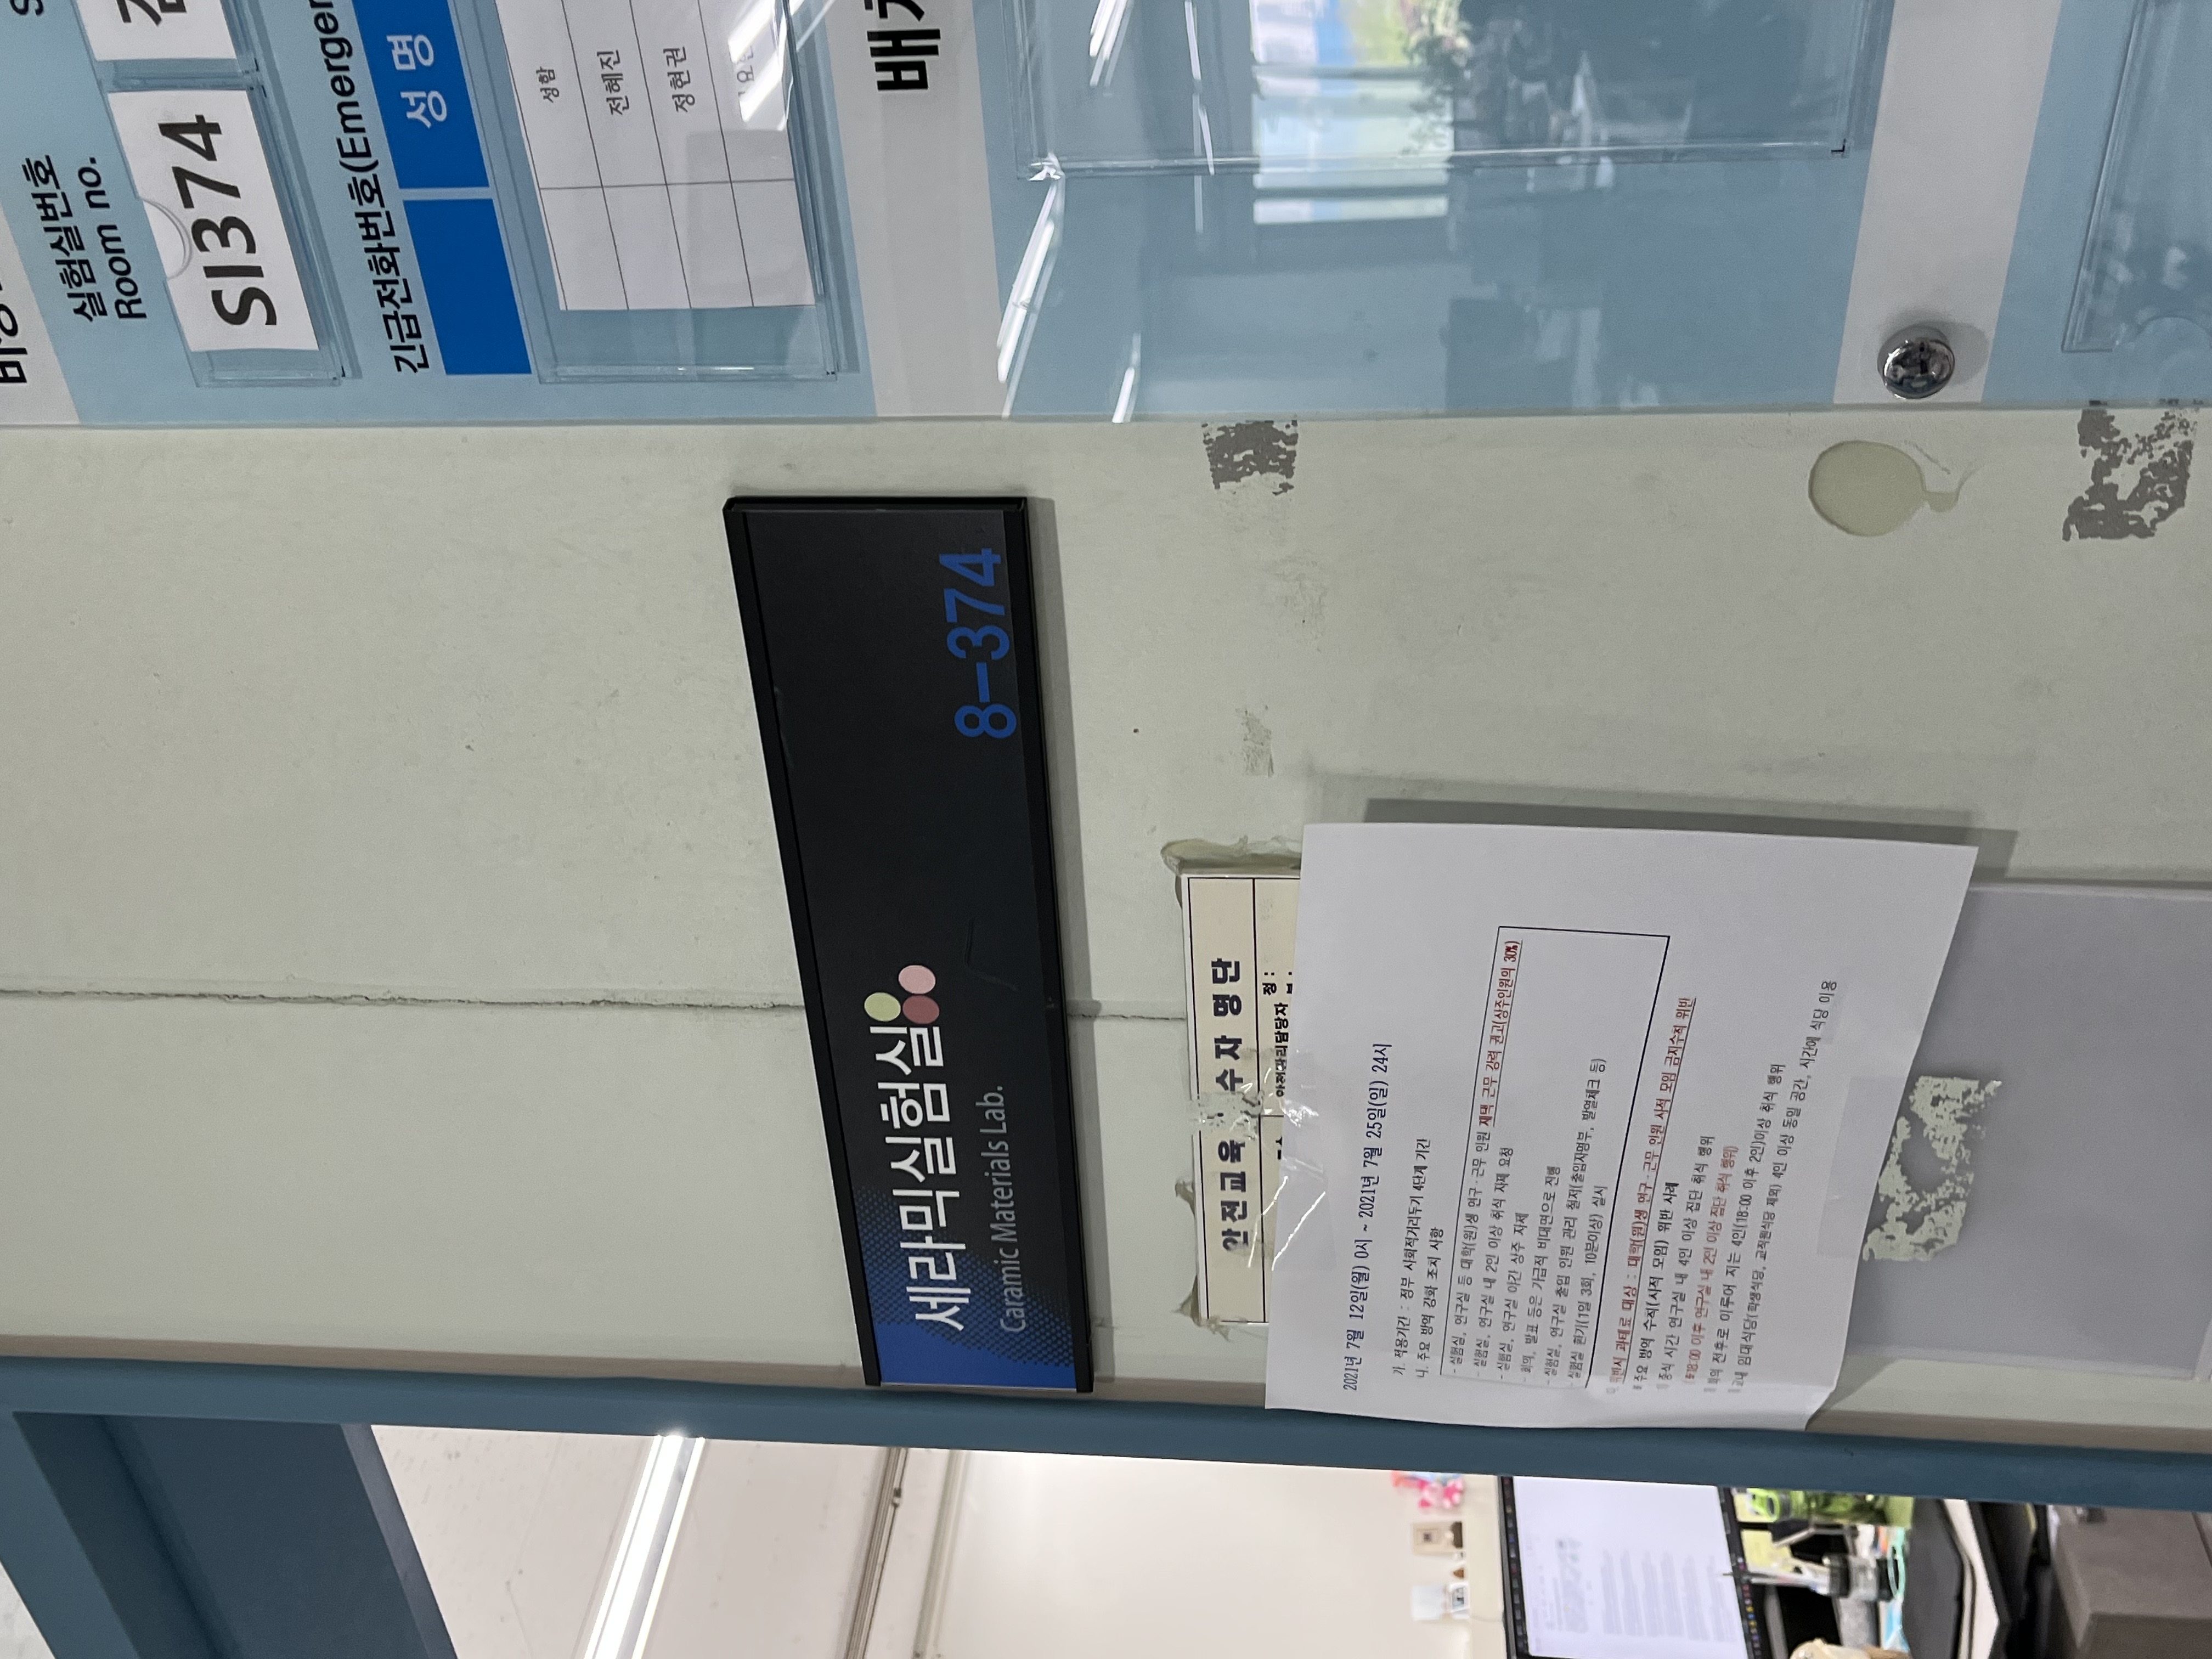 실험실번호
Room no.
SI374
긴급전화번호(Emergen
성 명
성함
전혜진
정현권
배치
세라믹실험실
Caramic Materials Lab.
8-374
안전교육 수자 명단
안전관리담당자 정 :
2021년 7월 12일(월) 0시 ~ 2021년 7월 25일(일) 24시
가. 적용기간 : 정부 사회적거리두기 4단계 기간
나. 주요 방역 강화 조치 사항
- 실험실, 연구실 등 대학(원)생 연구·근무 인원 재택 근무 강력 권고(상주인원의 30%)
- 실험실, 연구실 내 2인 이상 취식 자제 요청
- 실험실, 연구실 야간 상주 자제
- 회의, 발표 등은 가급적 비대면으로 진행
- 실험실, 연구실 출입 인원 관리 철저(출입자명부, 발열체크 등)
- 실험실 환기(1일 3회, 10분이상) 실시
위반시 과태료 대상 : 대학(원)생 연구·근무 인원 사적 모임 금지수칙 위반
주요 방역 수칙(사적 모임) 위반 사례
중식 시간 연구실 내 4인 이상 집단 취식 행위
(※18:00 이후 연구실 내 2인 이상 집단 취식 행위)
회의 전후로 이루어 지는 4인(18:00 이후 2인)이상 취식 행위
교내 임대식당(학생식당, 교직원식당 제외) 4인 이상 동일 공간, 시간에 식당 이용